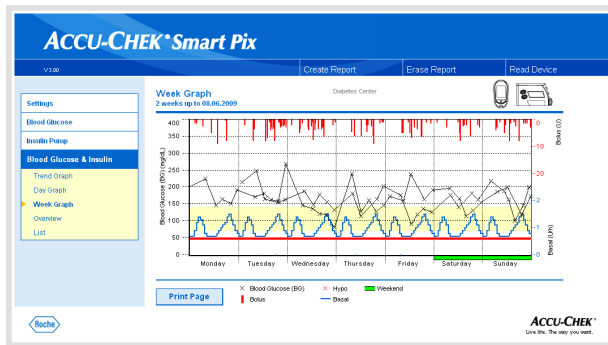 ACCU-CHEK® Smart Pix
V 3.00
Create Report
Erase Report
Read Device
Settings
Blood Glucose
Insulin Pump
Blood Glucose & Insulin
Trend Graph
Day Graph
Week Graph
Overview
List
Week Graph
2 weeks up to 08.06.2009
Diabetes Center
Blood Glucose (BG) (mg/dL)
400
350
300
250
200
150
100
50
0
Bolus (U)
0
10
20
Basal (U/h)
2
1
0
Monday
Tuesday
Wednesday
Thursday
Friday
Saturday
Sunday
Print Page
Blood Glucose (BG)
Hypo
Weekend
Bolus
Basal
Roche
ACCU-CHEK®
Live life. The way you want.